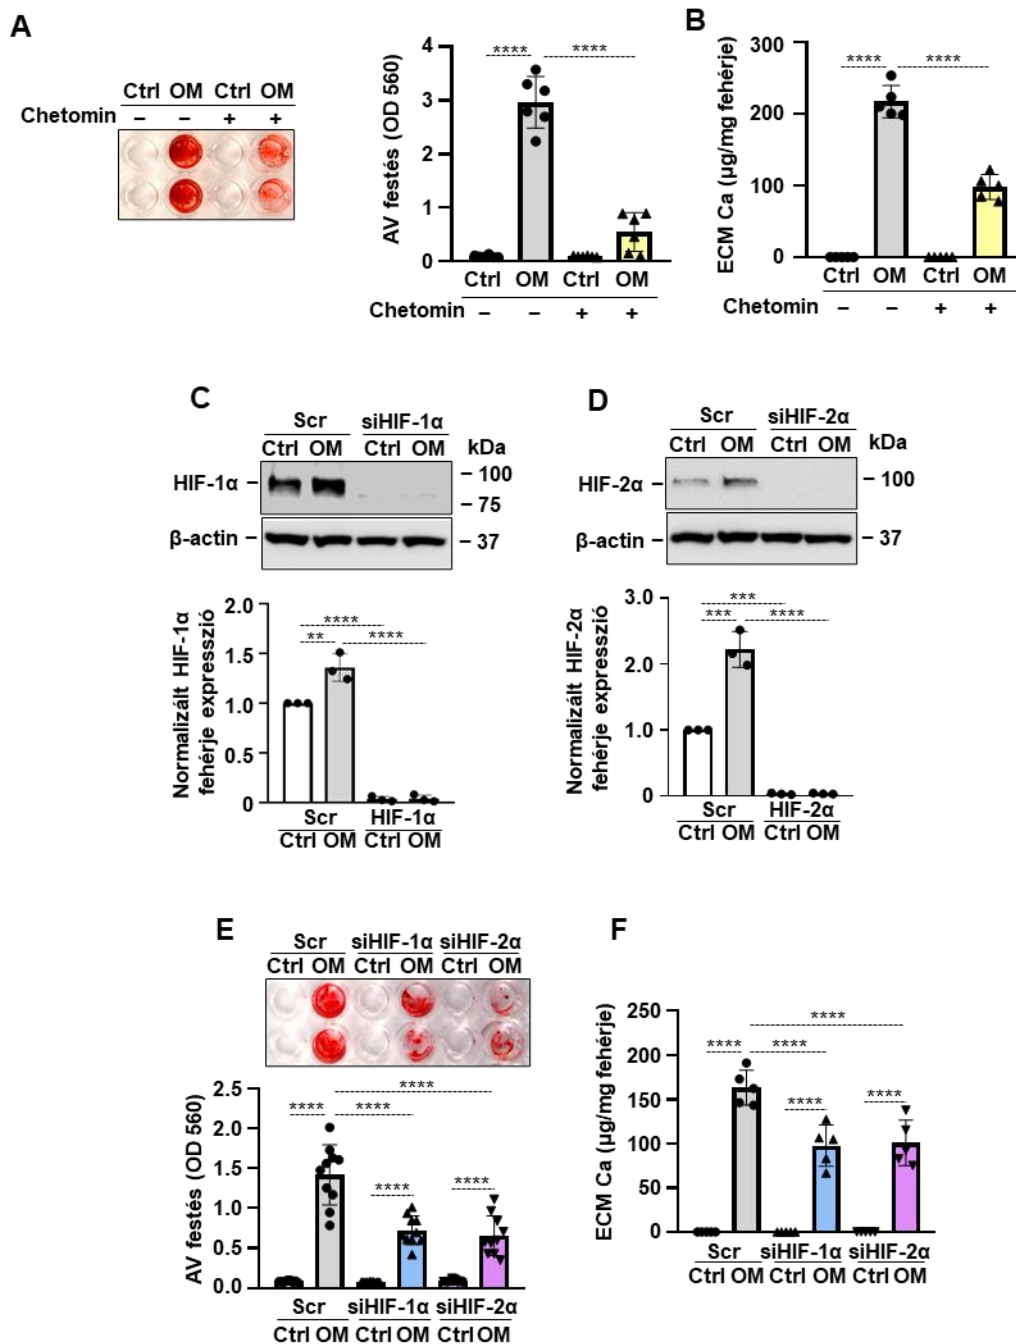 A
Ctrl OM Ctrl OM
Chetomin – – + +
AV festés (OD 560)
4
3
2
1
0
**** ****
Ctrl OM Ctrl OM
Chetomin – – + +
B
ECM Ca (µg/mg fehérje)
300
200
100
0
**** ****
Ctrl OM Ctrl OM
Chetomin – – + +
C
Scr siHIF-1α
Ctrl OM Ctrl OM kDa
HIF-1α – – 100
– 75
β-actin – – 37
Normalizált HIF-1α
fehérje expresszió
2.0
1.5
1.0
0.5
0
****
** ****
Scr HIF-1α
Ctrl OM Ctrl OM
D
Scr siHIF-2α
Ctrl OM Ctrl OM kDa
HIF-2α – – 100
β-actin – – 37
Normalizált HIF-2α
fehérje expresszió
3.0
2.0
1.0
0
***
*** ****
Scr HIF-2α
Ctrl OM Ctrl OM
E
Scr siHIF-1α siHIF-2α
Ctrl OM Ctrl OM Ctrl OM
AV festés (OD 560)
2.5
2.0
1.5
1.0
0.5
0.0
****
**** ****
**** ****
Scr siHIF-1α siHIF-2α
Ctrl OM Ctrl OM Ctrl OM
F
ECM Ca (µg/mg fehérje)
250
200
150
100
50
0
****
**** ****
**** ****
Scr siHIF-1α siHIF-2α
Ctrl OM Ctrl OM Ctrl OM